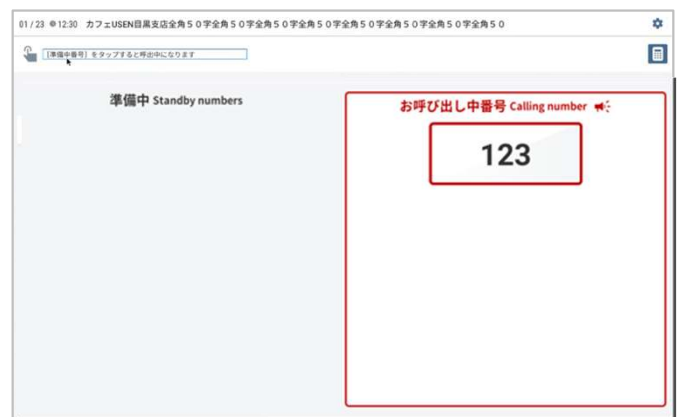 01 / 23 12:30 カフェUSEN目黒支店全角５０字全角５０字全角５０字全角５０字全角５０字全角５０字全角５０
[準備中番号] をタップすると呼出中になります
準備中 Standby numbers
お呼び出し中番号 Calling number
123